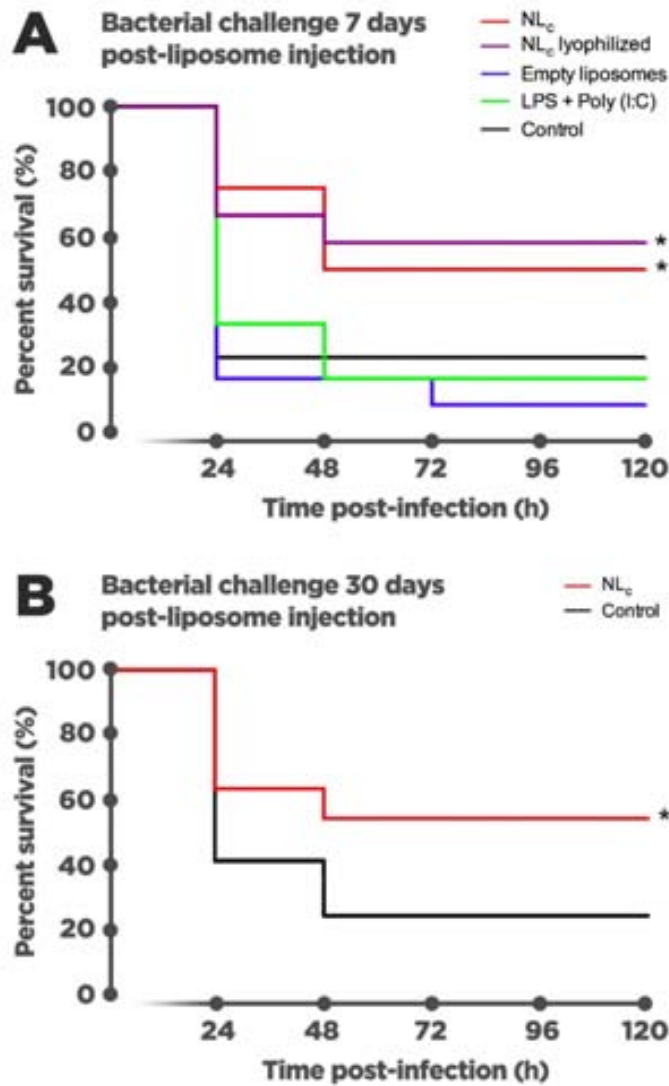 A
Bacterial challenge 7 days
post-liposome injection
NLc
NLc lyophilized
Empty liposomes
LPS + Poly (I:C)
Control
Percent survival (%)
100
80
60
40
20
0
*
*
24 48 72 96 120
Time post-infection (h)
B
Bacterial challenge 30 days
post-liposome injection
NLc
Control
Percent survival (%)
100
80
60
40
20
0
*
24 48 72 96 120
Time post-infection (h)